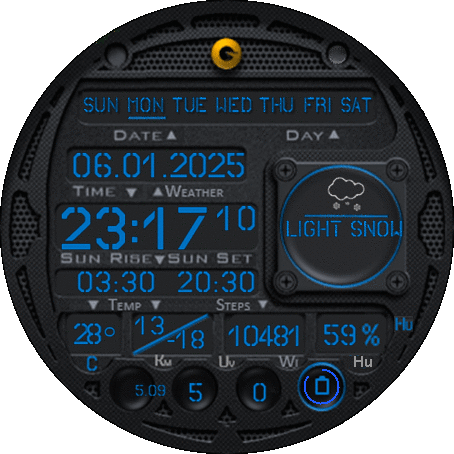 SUN MON TUE WED THU FRI SAT
DATE▲ DAY▲
06.01.2025
TIME ▼ ▲WEATHER
23:17 10
LIGHT SNOW
SUN RISE▼SUN SET
03:30 20:30
▼ TEMP ▼ STEPS ▼
28° 13/-18 10481 59% Hu
C KM UV WI Hu
5.09 5 0